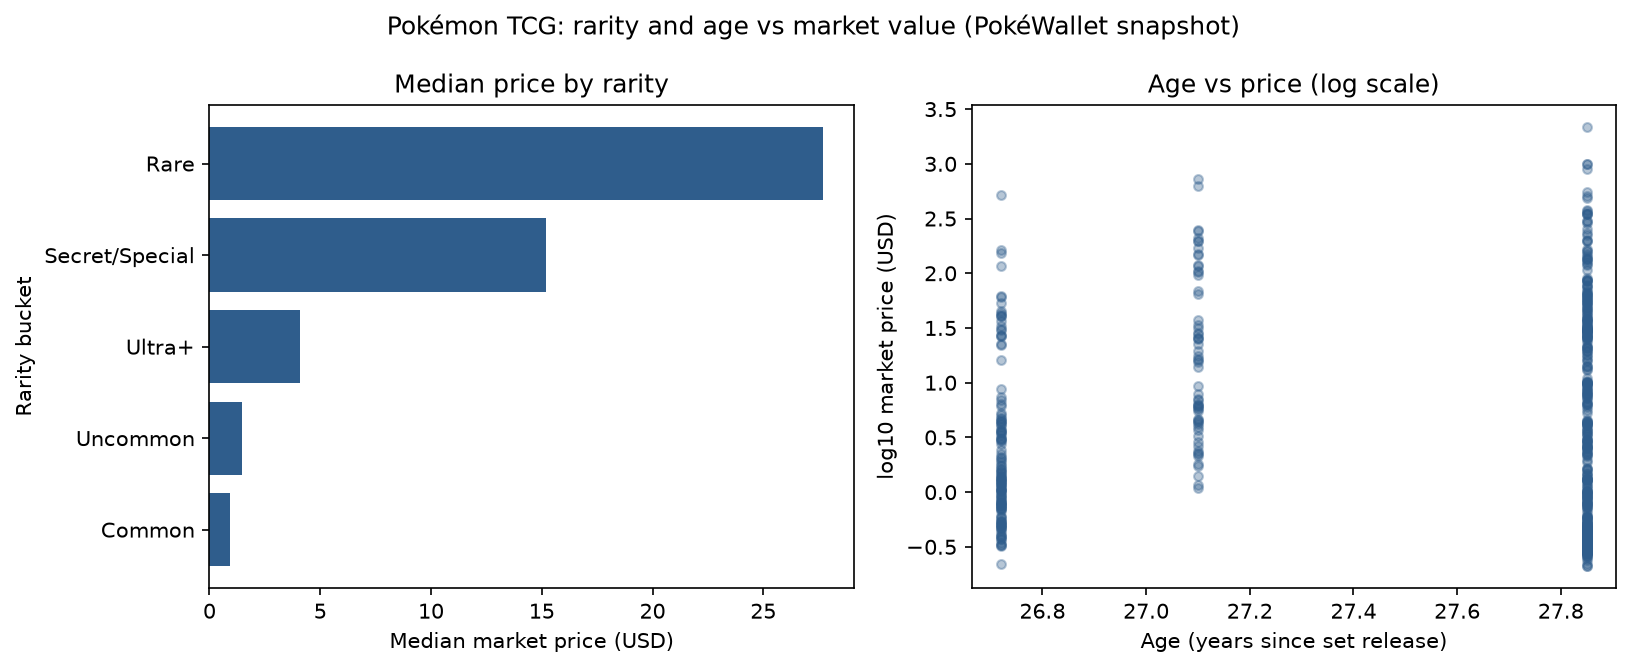 Pokémon TCG: rarity and age vs market value (PokéWallet snapshot)
Median price by rarity
Rarity bucket
Rare
Secret/Special
Ultra+
Uncommon
Common
0 5 10 15 20 25
Median market price (USD)
Age vs price (log scale)
log10 market price (USD)
3.5
3.0
2.5
2.0
1.5
1.0
0.5
0.0
−0.5
26.8 27.0 27.2 27.4 27.6 27.8
Age (years since set release)